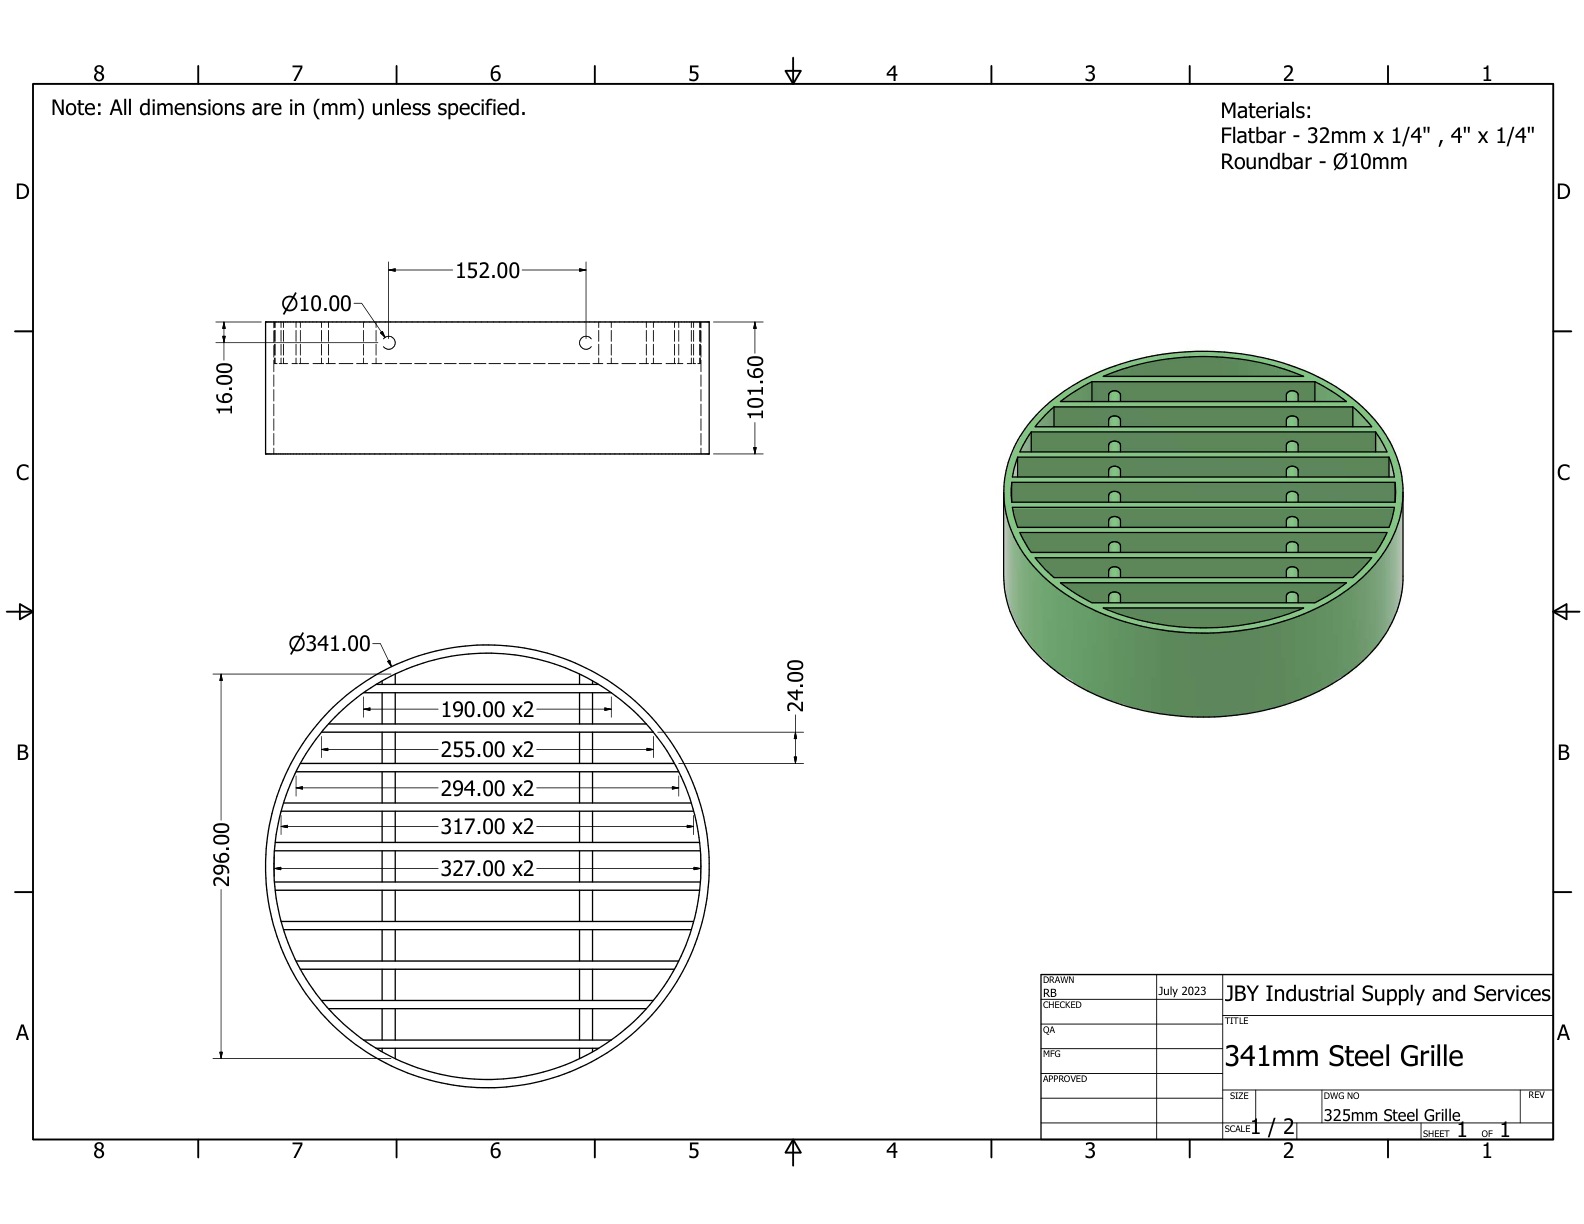 8 7 6 5 4 3 2 1
Note: All dimensions are in (mm) unless specified.
Materials:
Flatbar - 32mm x 1/4" , 4" x 1/4"
Roundbar - Ø10mm
D D
152.00
Ø10.00
16.00
101.60
C C
Ø341.00
24.00
190.00 x2
255.00 x2
294.00 x2
317.00 x2
327.00 x2
296.00
B B
A A
DRAWN
RB
July 2023
CHECKED
QA
MFG
APPROVED
JBY Industrial Supply and Services
TITLE
341mm Steel Grille
SIZE
DWG NO
325mm Steel Grille
REV
SCALE 1 / 2
SHEET 1 OF 1
8 7 6 5 4 3 2 1